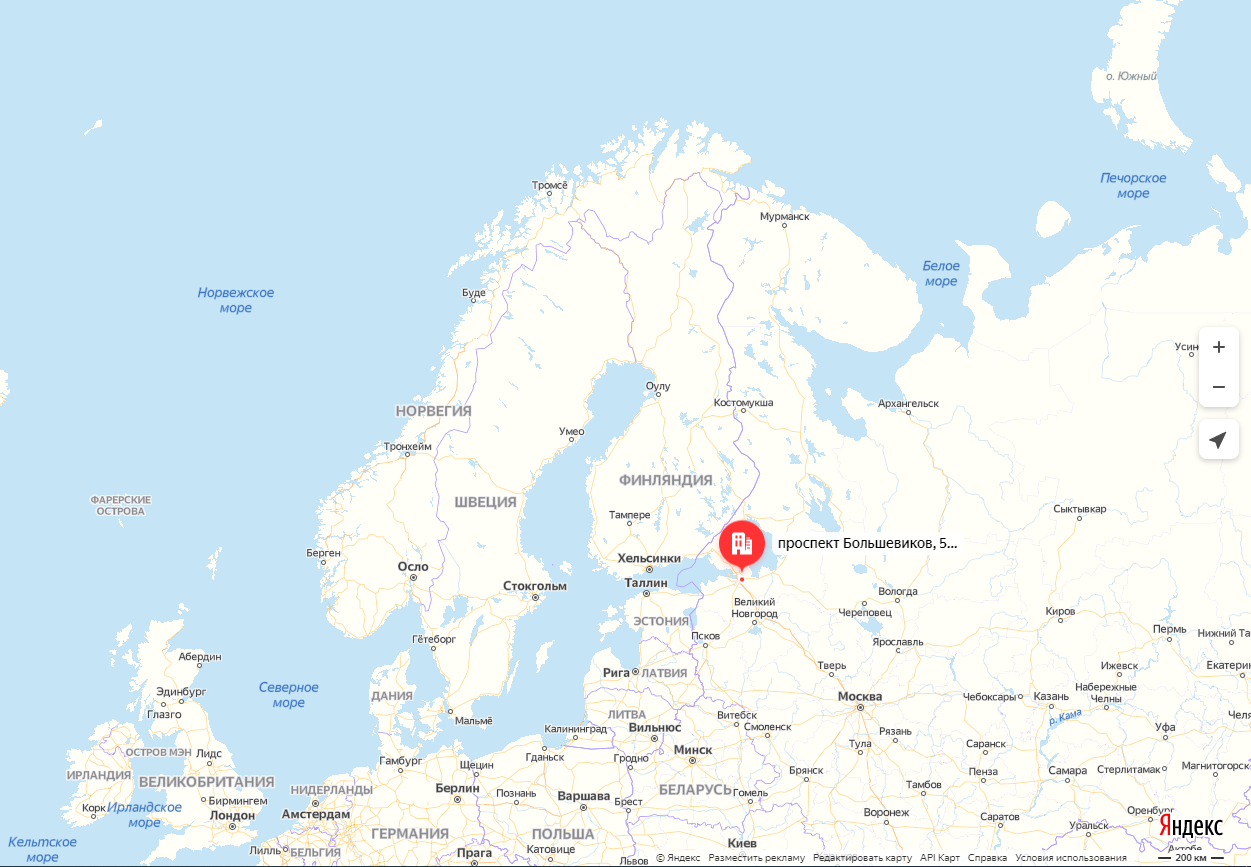 о. Южный
Печорское
море
Тромсё
Мурманск
Белое
море
Норвежское
море
Буде
Оулу
Костомукша
Архангельск
НОРВЕГИЯ
Умео
Тронхейм
ФИНЛЯНДИЯ
ШВЕЦИЯ
ФАРЕРСКИЕ
ОСТРОВА
Тампере
Сыктывкар
проспект Большевиков, 5...
Берген
Осло
Хельсинки
Таллин
Стокгольм
Вологда
Великий
Новгород
Череповец
Киров
ЭСТОНИЯ
Псков
Гётеборг
Ярославль
Пермь
Нижний Та
Абердин
Рига
ЛАТВИЯ
Тверь
Ижевск
Екатерин
Северное
море
Эдинбург
Глазго
ДАНИЯ
Москва
Чебоксары
Казань
Набережные
Челны
Мальмё
ЛИТВА
Вильнюс
Витебск
Смоленск
р. Кама
Челя
Калининград
Рязань
Тула
Уфа
ОСТРОВ МЭН
Лидс
Гамбург
Гданьск
Гродно
Минск
Саранск
ИРЛАНДИЯ
ВЕЛИКОБРИТАНИЯ
Щецин
Брянск
Пенза
Самара
Стерлитамак
Магнитогорск
НИДЕРЛАНДЫ
Берлин
Познань
Варшава
Брест
БЕЛАРУСЬ
Гомель
Тамбов
Корк
Ирландское
море
Бирмингем
Лондон
Амстердам
Воронеж
Саратов
Оренбург
Уральск
ГЕРМАНИЯ
ПОЛЬША
Киев
Яндекс
Кельтское
море
Лилль
БЕЛЬГИЯ
Прага
Катовице
Львов
Актобе
© Яндекс Разместить рекламу Редактировать карту API Карт Справка Условия использования 200 км